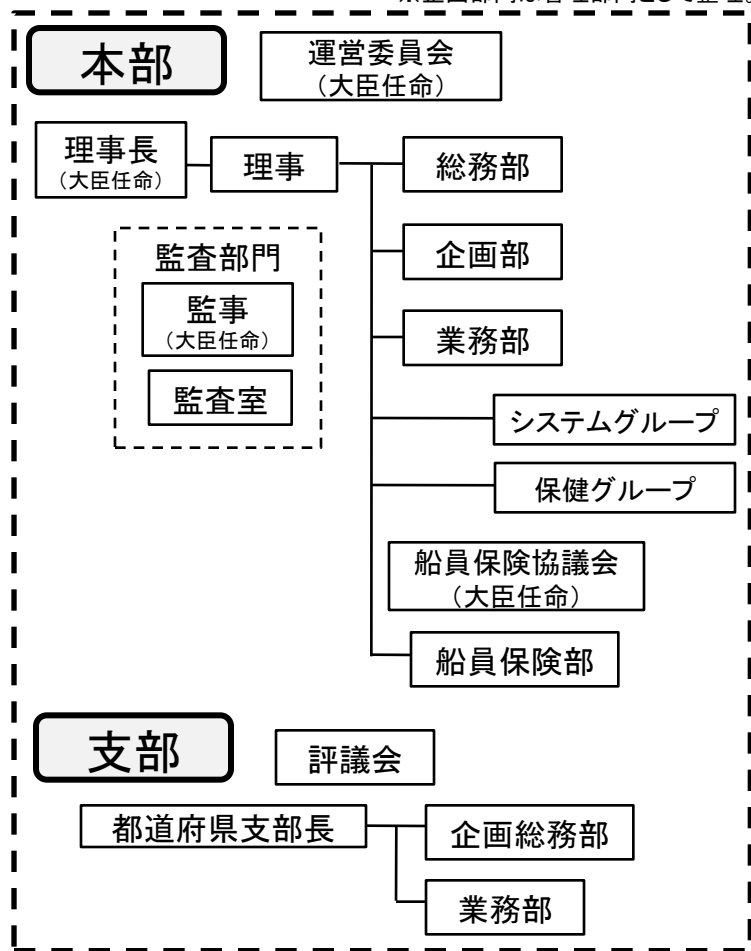 本部
運営委員会
(大臣任命)
理事長
(大臣任命)
理事
総務部
企画部
業務部
監査部門
監事
(大臣任命)
監査室
システムグループ
保健グループ
船員保険協議会
(大臣任命)
船員保険部
支部
評議会
都道府県支部長
企画総務部
業務部